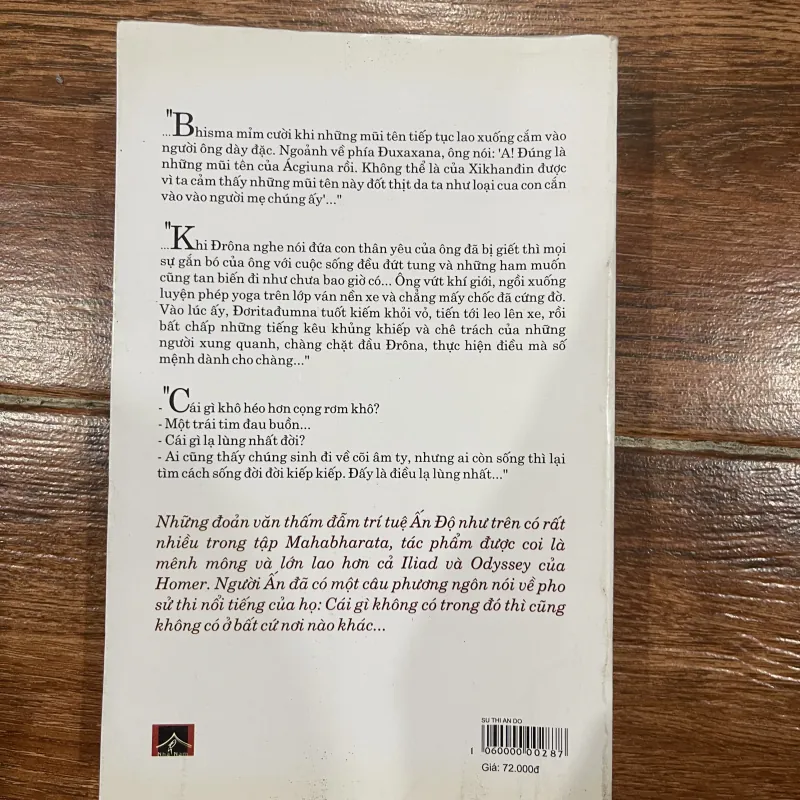 ..."Bhisma mỉm cười khi những mũi tên tiếp tục lao xuống cắm vào
người ông dày đặc. Ngoảnh về phía Đuxaxana, ông nói: 'A! Đúng là
những mũi tên của Ácgiuna rồi. Không thể là của Xikhanđin được
vì ta cảm thấy những mũi tên này đốt thịt da ta như loại cua con cắn
vào vào người mẹ chúng ấy'..."
..."Khi Đrôna nghe nói đứa con thân yêu của ông đã bị giết thì mọi
sự gắn bó của ông với cuộc sống đều đứt tung và những ham muốn
cũng tan biến đi như chưa bao giờ có... Ông vứt khí giới, ngồi xuống
luyện phép yoga trên lớp ván nền xe và chẳng mấy chốc đã cứng đờ.
Vào lúc ấy, Đoritađumna tuốt kiếm khỏi vỏ, tiến tới leo lên xe, rồi
bất chấp những tiếng kêu khủng khiếp và chê trách của những
người xung quanh, chàng chặt đầu Đrôna, thực hiện điều mà số
mệnh dành cho chàng..."
- "Cái gì khô héo hơn cọng rơm khô?
- Một trái tim đau buồn...
- Cái gì lạ lùng nhất đời?
- Ai cũng thấy chúng sinh đi về cõi âm ty, nhưng ai còn sống thì lại
tìm cách sống đời đời kiếp kiếp. Đấy là điều lạ lùng nhất..."
Những đoản văn thấm đẫm trí tuệ Ấn Độ như trên có rất
nhiều trong tập Mahabharata, tác phẩm được coi là
mênh mông và lớn lao hơn cả Iliad và Odyssey của
Homer. Người Ấn đã có một câu phương ngôn nói về pho
sử thi nổi tiếng của họ: Cái gì không có trong đó thì cũng
không có ở bất cứ nơi nào khác...
Nhã Nam
SU THI AN DO
1 060000 00287
Giá: 72.000đ